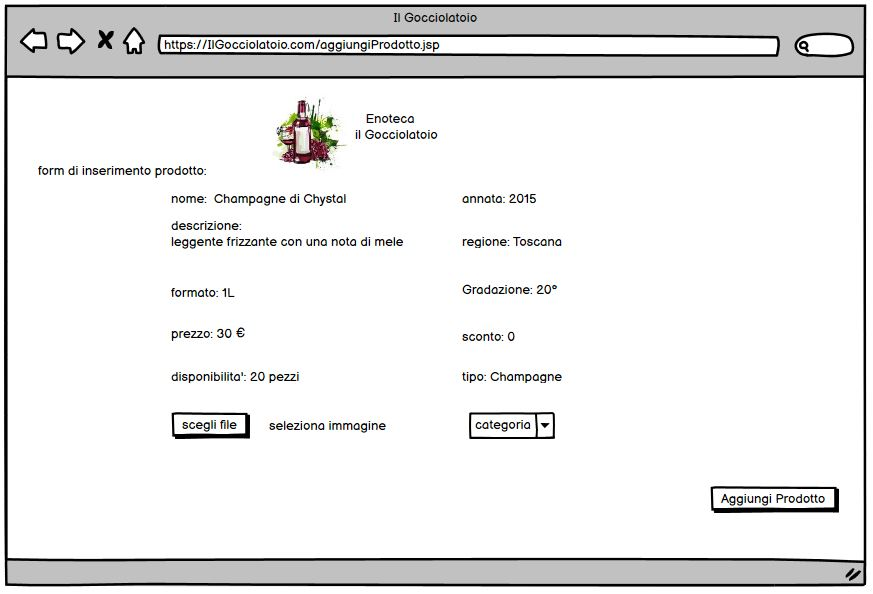 Il Gocciolatoio
https://IlGocciolatoio.com/aggiungiProdotto.jsp
Enoteca
il Gocciolatoio
form di inserimento prodotto:
nome: Champagne di Chystal
annata: 2015
descrizione:
leggente frizzante con una nota di mele
regione: Toscana
formato: 1L
Gradazione: 20°
prezzo: 30 €
sconto: 0
disponibilita': 20 pezzi
tipo: Champagne
scegli file
seleziona immagine
categoria
Aggiungi Prodotto